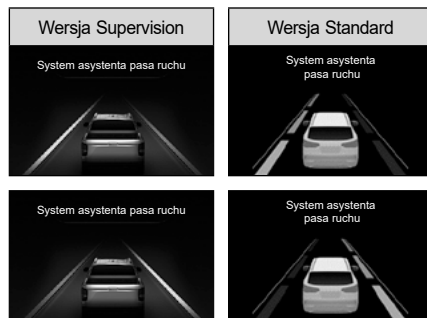 Wersja Supervision
Wersja Standard
System asystenta pasa ruchu
System asystenta
pasa ruchu
System asystenta pasa ruchu
System asystenta
pasa ruchu